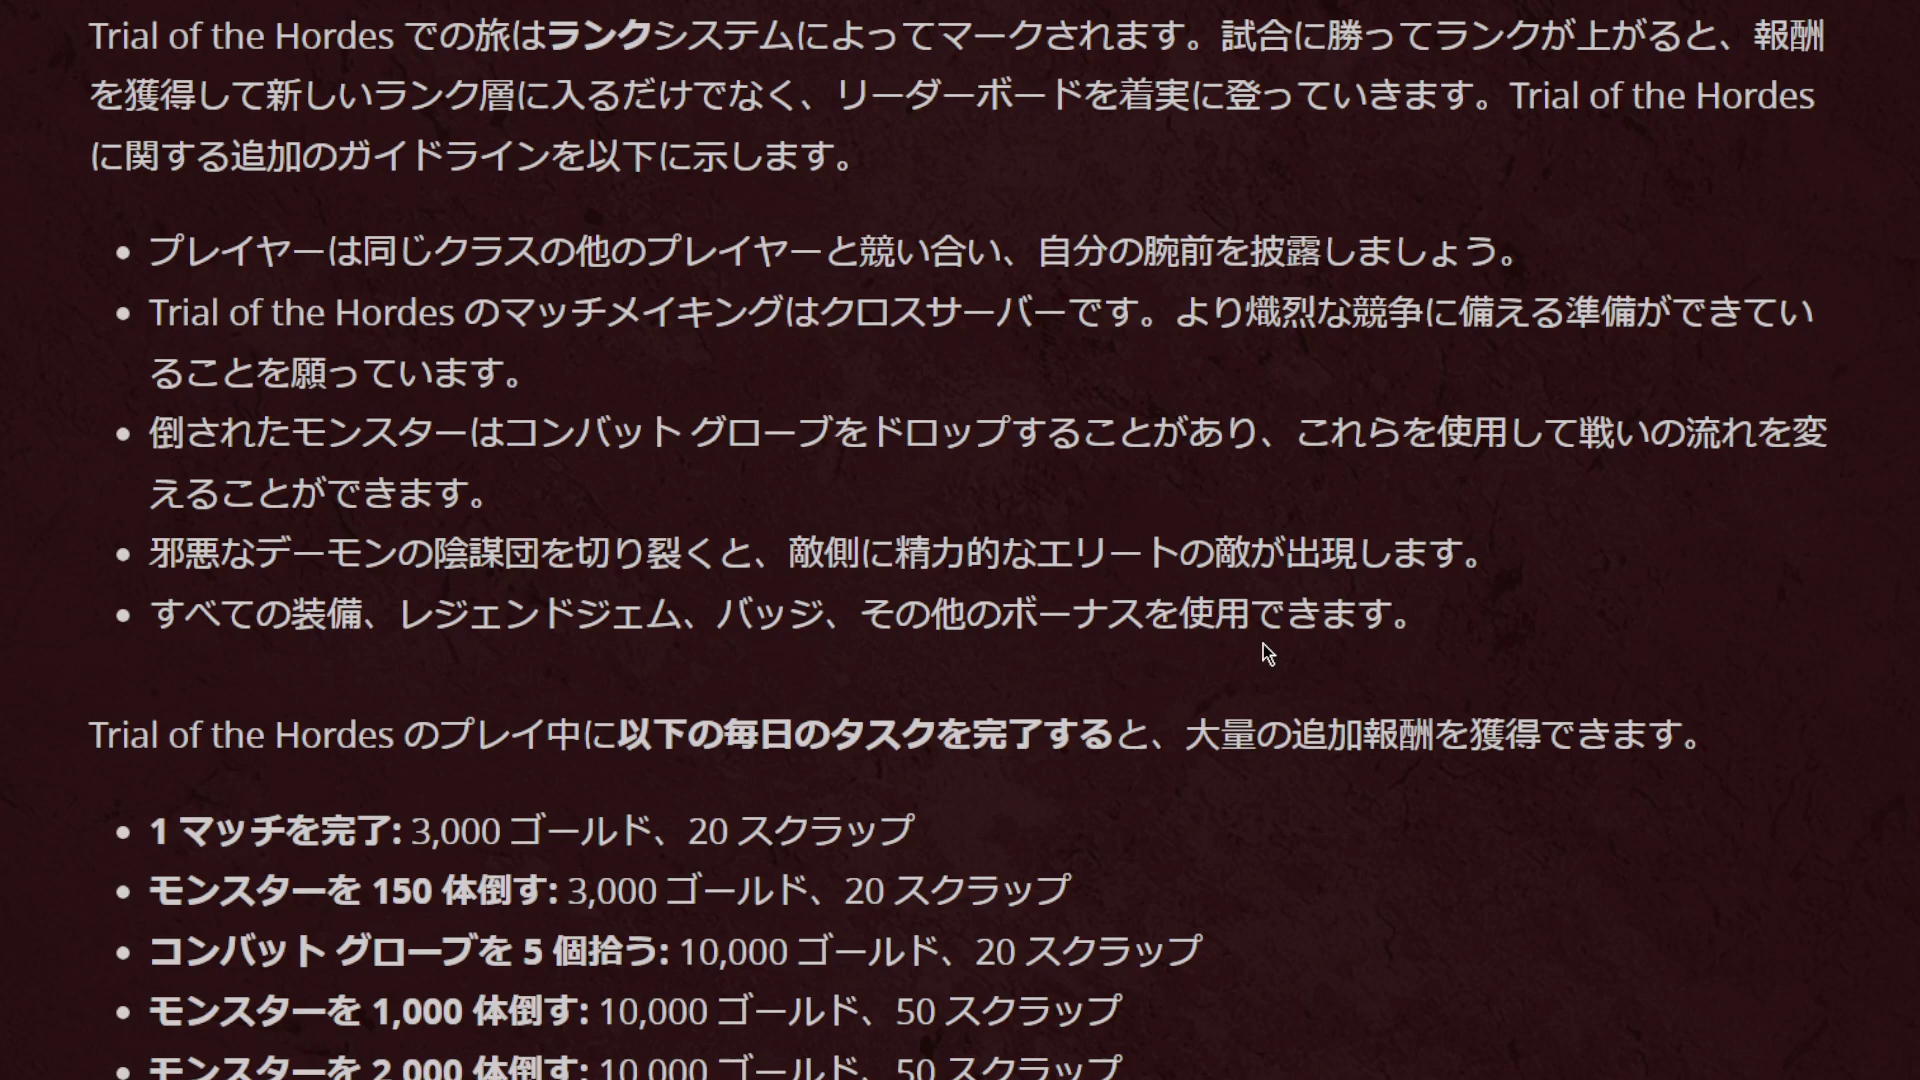 Trial of the Hordes での旅はランクシステムによってマークされます。試合に勝ってランクが上がると、報酬
を獲得して新しいランク層に入るだけでなく、リーダーボードを着実に登っていきます。Trial of the Hordes
に関する追加のガイドラインを以下に示します。
• プレイヤーは同じクラスの他のプレイヤーと競い合い、自分の腕前を披露しましょう。
• Trial of the Hordes のマッチメイキングはクロスサーバーです。より熾烈な競争に備える準備ができてい
ることを願っています。
• 倒されたモンスターはコンバット グローブをドロップすることがあり、これらを使用して戦いの流れを変
えることができます。
• 邪悪なデーモンの陰謀団を切り裂くと、敵側に精力的なエリートの敵が出現します。
• すべての装備、レジェンドジェム、バッジ、その他のボーナスを使用できます。
Trial of the Hordes のプレイ中に以下の毎日のタスクを完了すると、大量の追加報酬を獲得できます。
• 1 マッチを完了: 3,000 ゴールド、20 スクラップ
• モンスターを 150 体倒す: 3,000 ゴールド、20 スクラップ
• コンバット グローブを 5 個拾う: 10,000 ゴールド、20 スクラップ
• モンスターを 1,000 体倒す: 10,000 ゴールド、50 スクラップ
• モンスターを 2,000 体倒す: 10,000 ゴールド、50 スクラップ